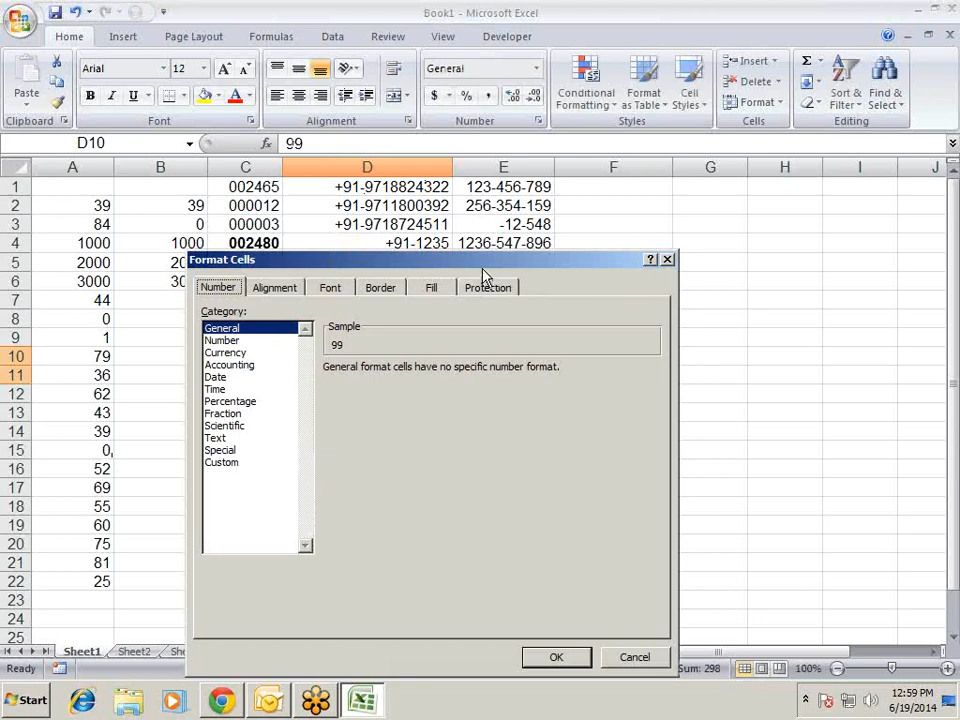 Book1 - Microsoft Excel
Home Insert Page Layout Formulas Data Review View Developer
Paste
Arial 12
General
Conditional Formatting
Format as Table
Cell Styles
Insert
Delete
Format
Sort & Filter
Find & Select
Clipboard Font Alignment Number Styles Cells Editing
D10 fx 99
A B C D E F G H I J
1 002465 +91-9718824322 123-456-789
2 39 39 000012 +91-9711800392 256-354-159
3 84 0 000003 +91-9718724511 -12-548
4 1000 1000 002480 +91-1235 1236-547-896
5 2000 20
6 3000 30
7 44
8 0
9 1
10 79
11 36
12 62
13 43
14 39
15 0,
16 52
17 69
18 55
19 60
20 75
21 81
22 25
23
24
25
Format Cells
Number Alignment Font Border Fill Protection
Category:
General
Number
Currency
Accounting
Date
Time
Percentage
Fraction
Scientific
Text
Special
Custom
Sample
99
General format cells have no specific number format.
OK Cancel
Sheet1 Sheet2 Sh
Ready Sum: 298 100%
Start 12:59 PM
6/19/2014